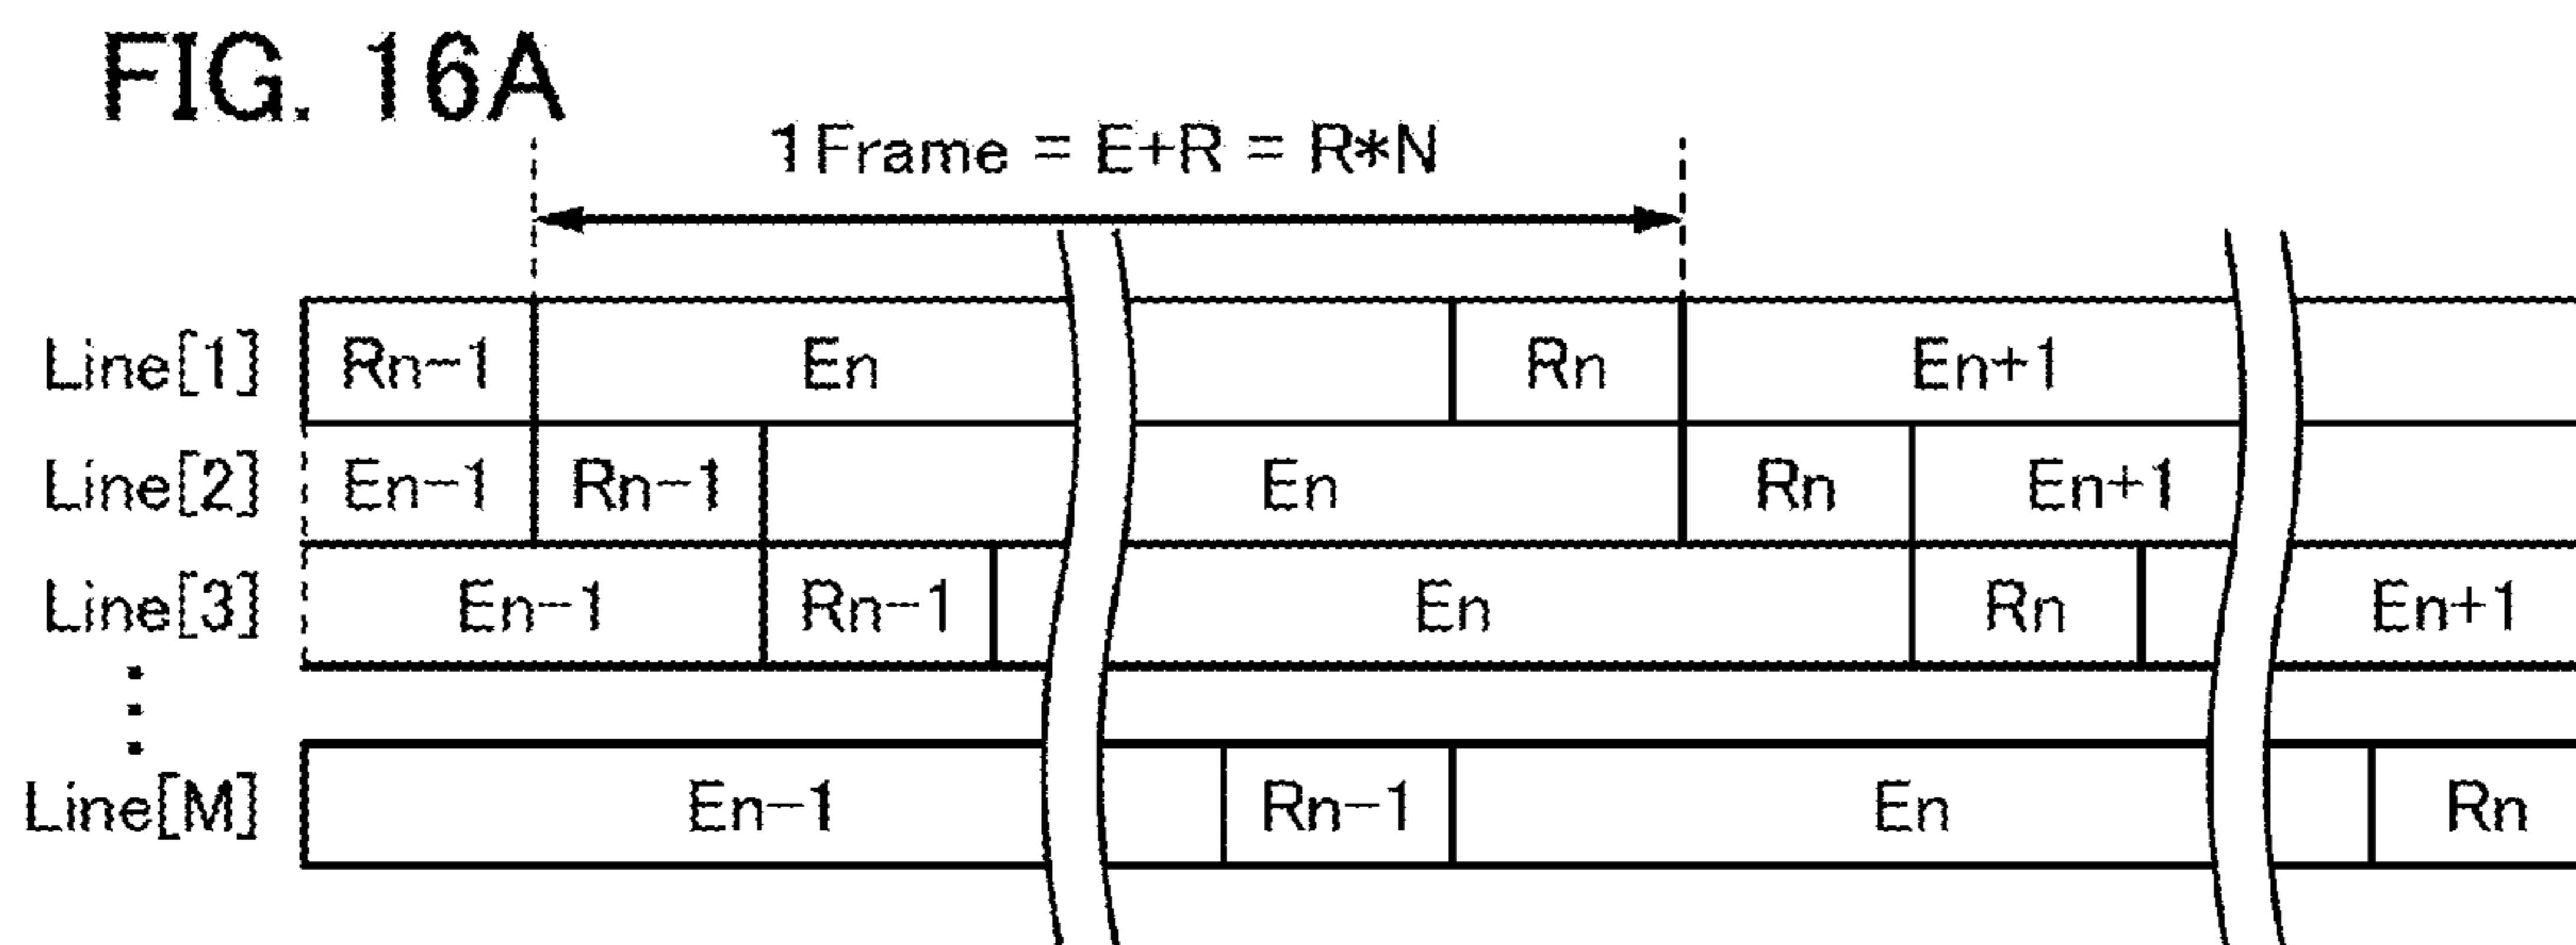 FIG. 16A
1Frame = E+R = R*N
Line[1] Rn-1 En Rn En+1
Line[2] En-1 Rn-1 En Rn En+1
Line[3] En-1 Rn-1 En Rn En+1
Line[M] En-1 Rn-1 En Rn